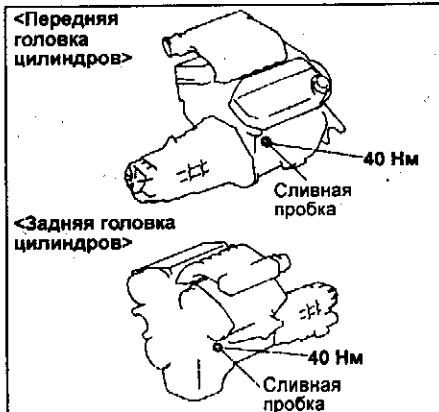 <Передняя
головка
цилиндров>
40 Нм
Сливная
пробка
<Задняя головка
цилиндров>
40 Нм
Сливная
пробка